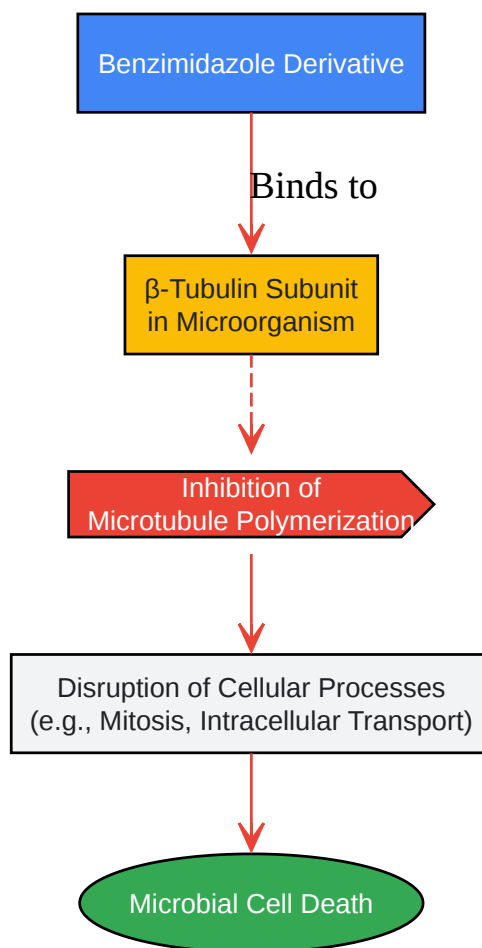 Benzimidazole Derivative
Binds to
β-Tubulin Subunit
in Microorganism
Inhibition of
Microtubule Polymerization
Disruption of Cellular Processes
(e.g., Mitosis, Intracellular Transport)
Microbial Cell Death